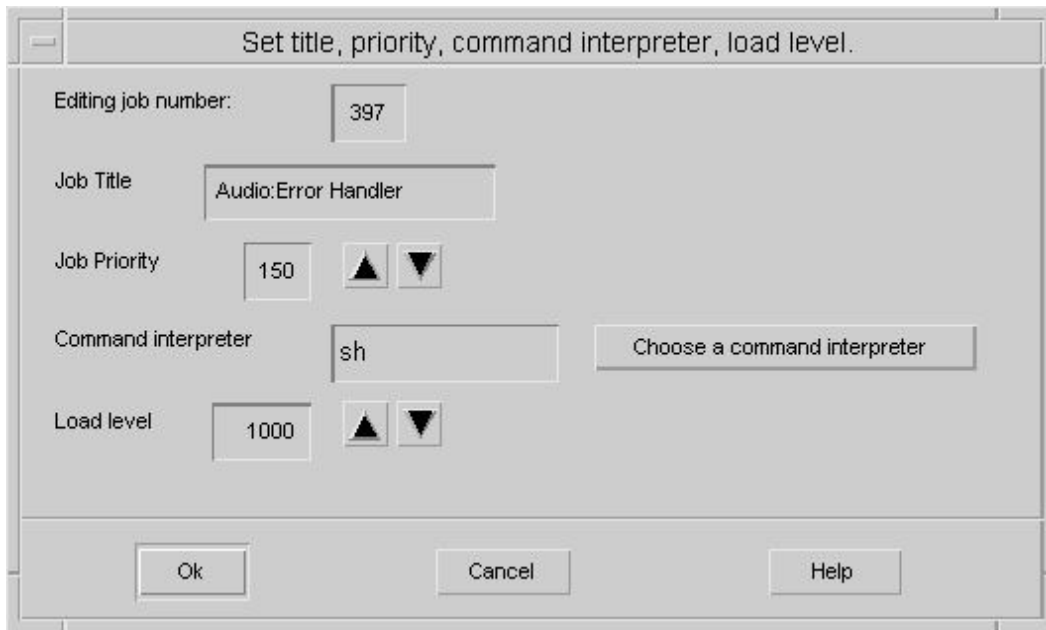 Set title, priority, command interpreter, load level.
Editing job number: 397
Job Title Audio:Error Handler
Job Priority 150
Command interpreter sh Choose a command interpreter
Load level 1000
Ok Cancel Help